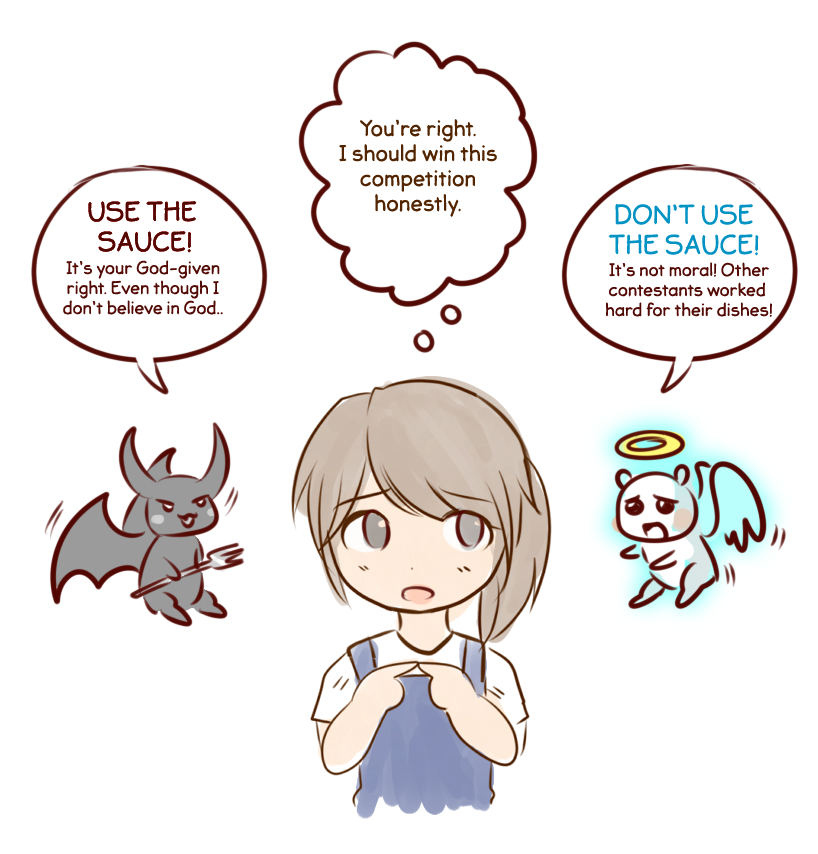 You're right.
I should win this
competition
honestly.
USE THE
SAUCE!
It's your God-given
right. Even though I
don't believe in God..
DON'T USE
THE SAUCE!
It's not moral! Other
contestants worked
hard for their dishes!